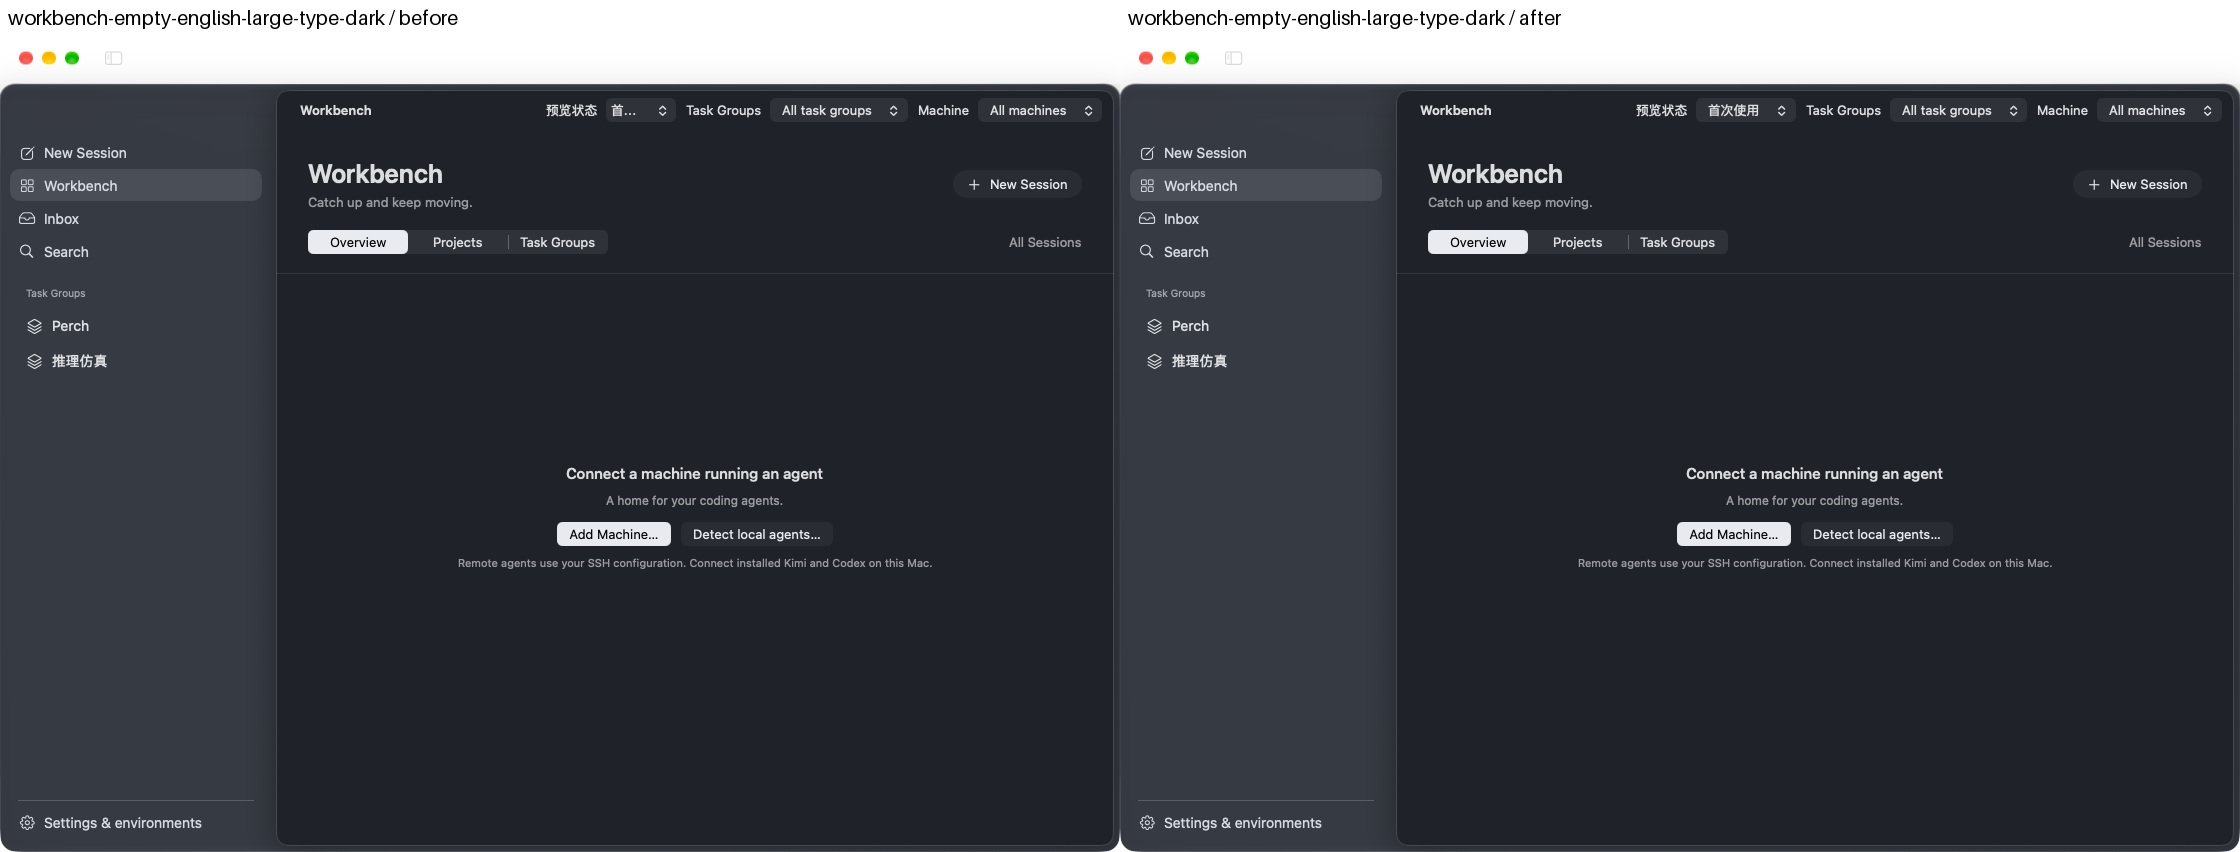 workbench-empty-english-large-type-dark / before
Workbench
预览状态 首... Task Groups All task groups Machine All machines
New Session
Workbench
Inbox
Search
Task Groups
Perch
推理仿真
Settings & environments
Workbench
Catch up and keep moving.
+ New Session
Overview Projects Task Groups
All Sessions
Connect a machine running an agent
A home for your coding agents.
Add Machine... Detect local agents...
Remote agents use your SSH configuration. Connect installed Kimi and Codex on this Mac.
workbench-empty-english-large-type-dark / after
Workbench
预览状态 首次使用 Task Groups All task groups Machine All machines
New Session
Workbench
Inbox
Search
Task Groups
Perch
推理仿真
Settings & environments
Workbench
Catch up and keep moving.
+ New Session
Overview Projects Task Groups
All Sessions
Connect a machine running an agent
A home for your coding agents.
Add Machine... Detect local agents...
Remote agents use your SSH configuration. Connect installed Kimi and Codex on this Mac.